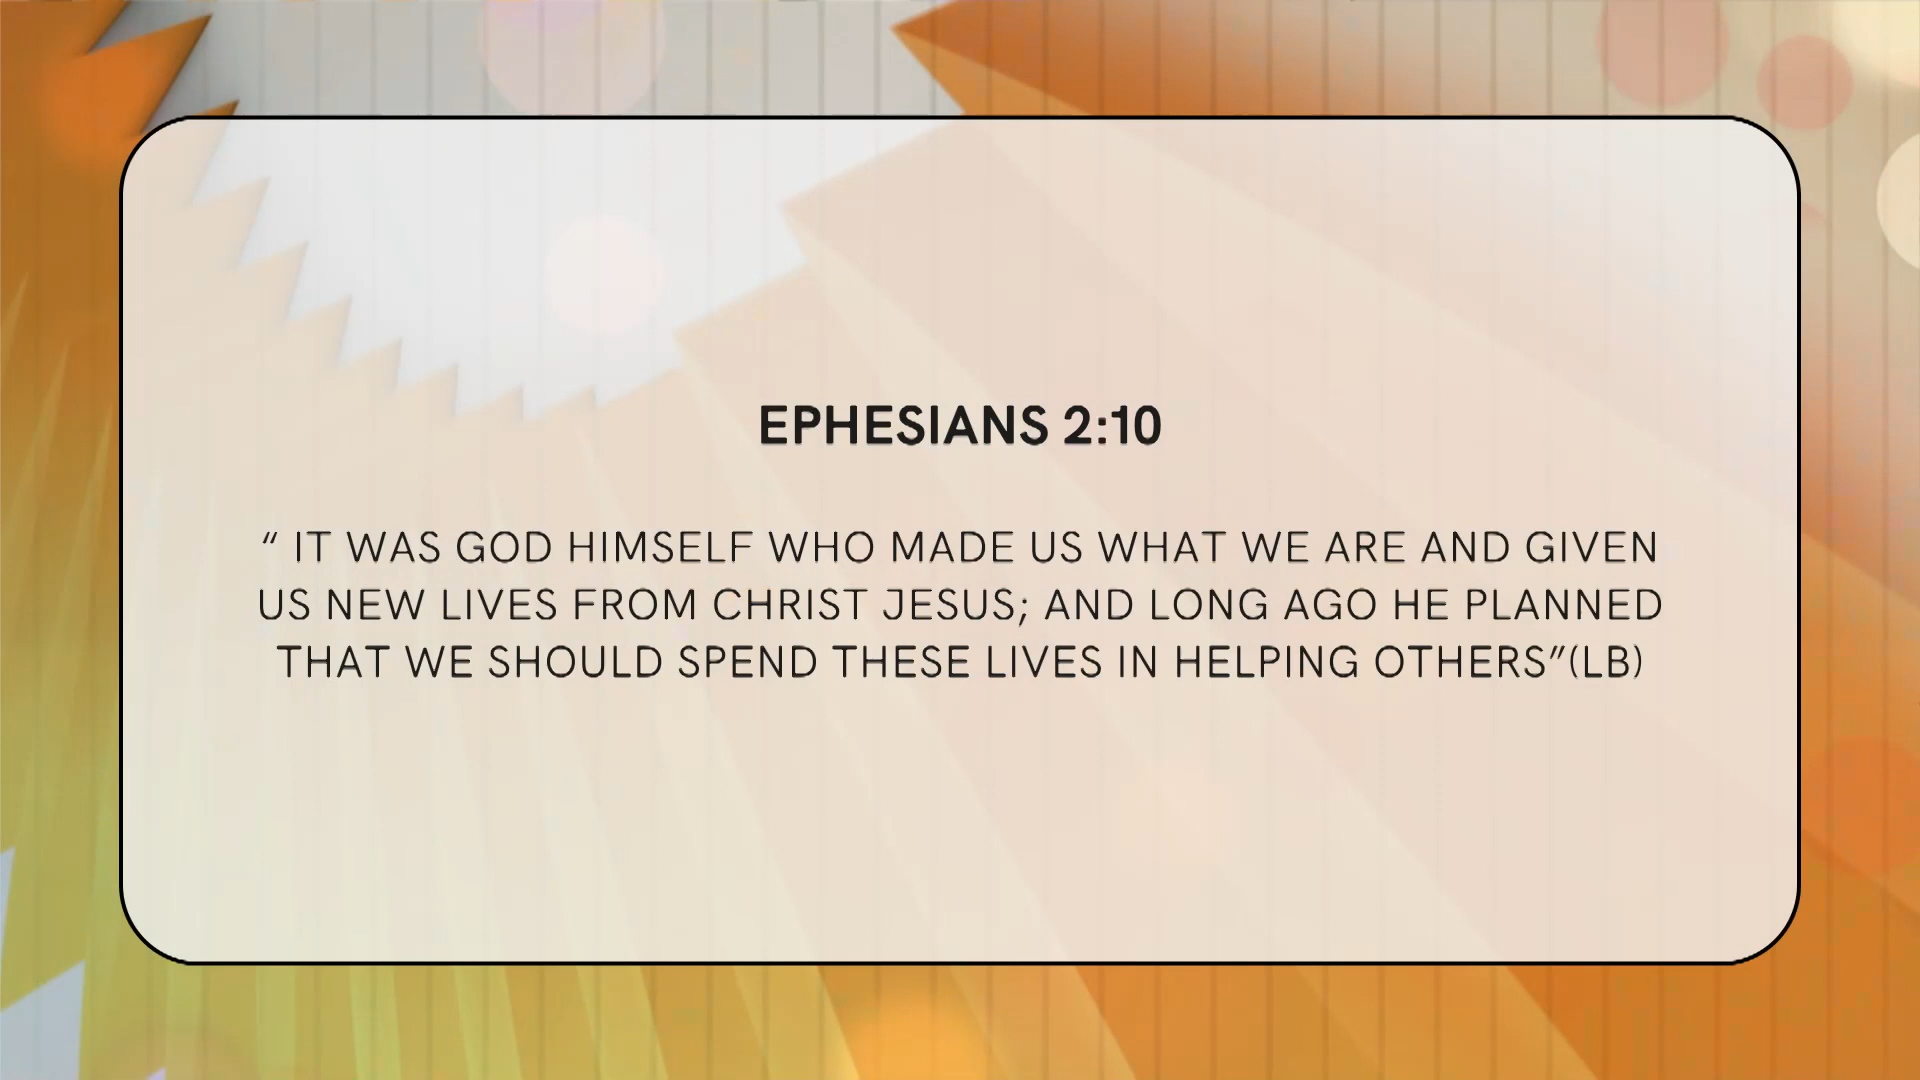 EPHESIANS 2:10
“ IT WAS GOD HIMSELF WHO MADE US WHAT WE ARE AND GIVEN
US NEW LIVES FROM CHRIST JESUS; AND LONG AGO HE PLANNED
THAT WE SHOULD SPEND THESE LIVES IN HELPING OTHERS”(LB)